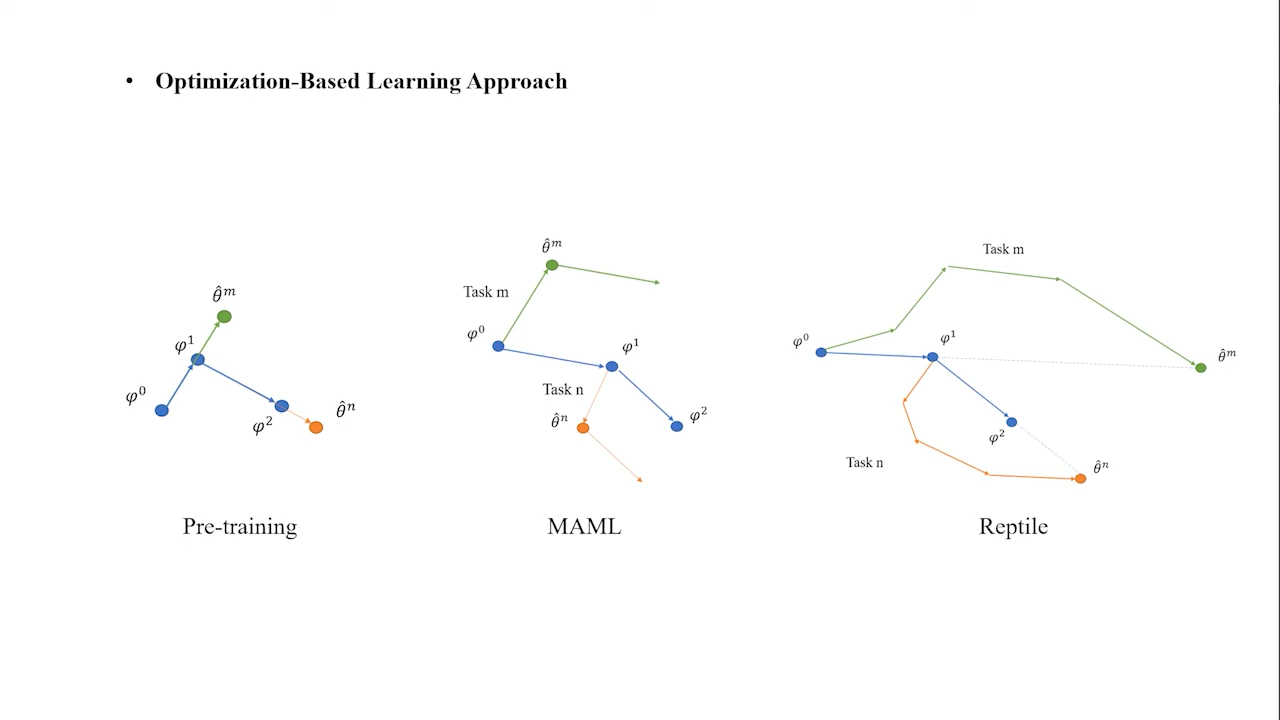 • Optimization-Based Learning Approach
φ⁰
φ¹
θ̂ᵐ
φ²
θ̂ⁿ
Pre-training
θ̂ᵐ
Task m
φ⁰
φ¹
Task n
θ̂ⁿ
φ²
MAML
Task m
φ⁰
φ¹
θ̂ᵐ
φ²
Task n
θ̂ⁿ
Reptile